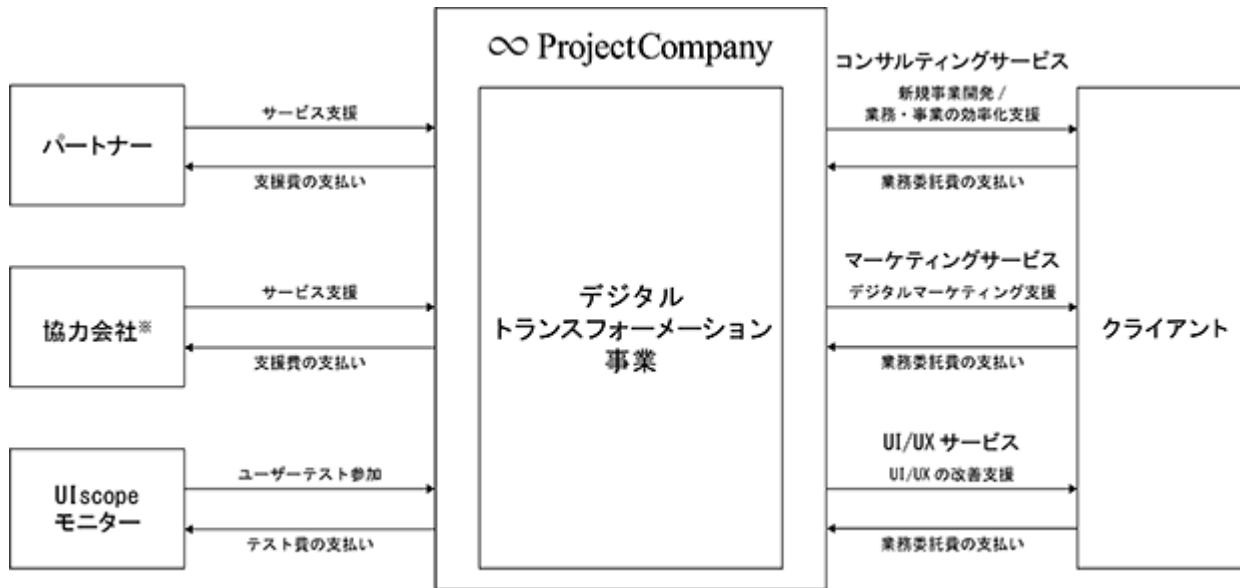 ∞ ProjectCompany
パートナー
サービス支援
支援費の支払い
協力会社※
サービス支援
支援費の支払い
UIscope
モニター
ユーザーテスト参加
テスト費の支払い
デジタル
トランスフォーメーション
事業
コンサルティングサービス
新規事業開発 /
業務・事業の効率化支援
業務委託費の支払い
マーケティングサービス
デジタルマーケティング支援
業務委託費の支払い
UI/UX サービス
UI/UX の改善支援
業務委託費の支払い
クライアント